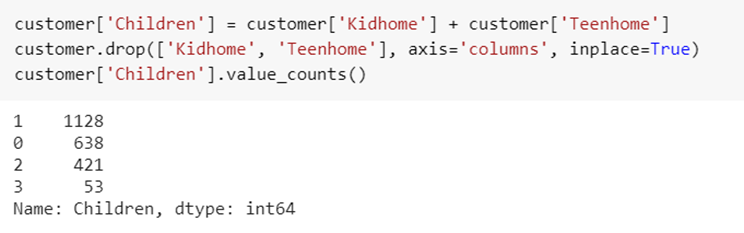 customer['Children'] = customer['Kidhome'] + customer['Teenhome']
customer.drop(['Kidhome', 'Teenhome'], axis='columns', inplace=True)
customer['Children'].value_counts()
1    1128
0     638
2     421
3      53
Name: Children, dtype: int64